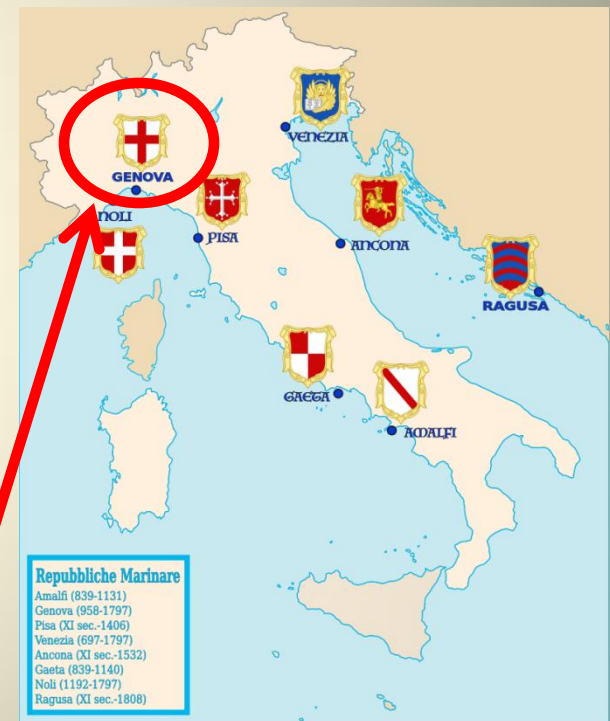 VENEZIA
GENOVA
NOLI
PISA
ANCONA
RAGUSA
GAETA
AMALFI
Repubbliche Marinare
Amalfi (839-1131)
Genova (958-1797)
Pisa (XI sec.-1406)
Venezia (697-1797)
Ancona (XI sec.-1532)
Gaeta (839-1140)
Noli (1192-1797)
Ragusa (XI sec.-1808)